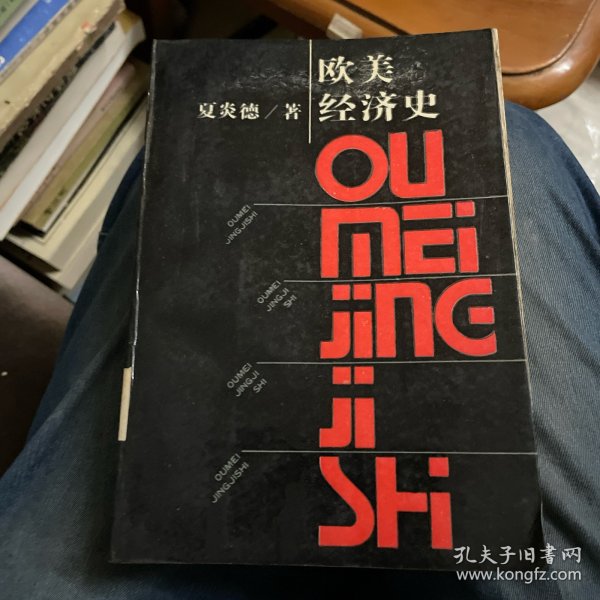 欧美
夏炎德／著
经济史
OU
MEi
jiNG
ji
SHi
OUMEI
JINGJISHI
OUMEI
JINGJI
SHI
OUMEI
JINGJI
SHI
OUMEI
JINGJISHI
孔夫子旧书网
www.kongfz.com